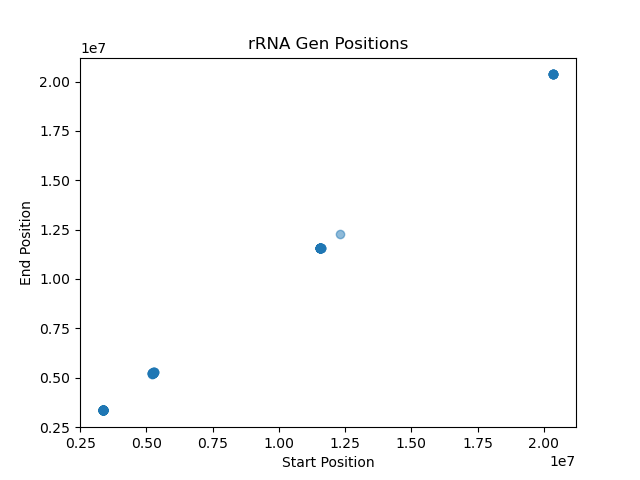 rRNA Gen Positions
1e7
2.00
1.75
1.50
1.25
1.00
0.75
0.50
0.25
End Position
0.25 0.50 0.75 1.00 1.25 1.50 1.75 2.00
1e7
Start Position